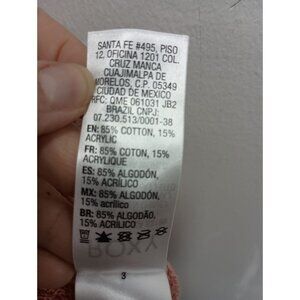 SANTA FE #495, PISO
12, OFICINA 1201 COL.
CRUZ MANCA
CUAJIMALPA DE
MORELOS, C.P. 05349
CIUDAD DE MEXICO
RFC: QME 061031 JB2
BRAZIL CNPJ:
07.230.513/0001-38
EN: 85% COTTON, 15%
ACRYLIC
FR: 85% COTON, 15%
ACRYLIQUE
ES: 85% ALGODÓN,
15% ACRÍLICO
MX: 85% ALGODÓN,
15% acrílico
BR: 85% ALGODÃO,
15% acrílico
ROXY
3